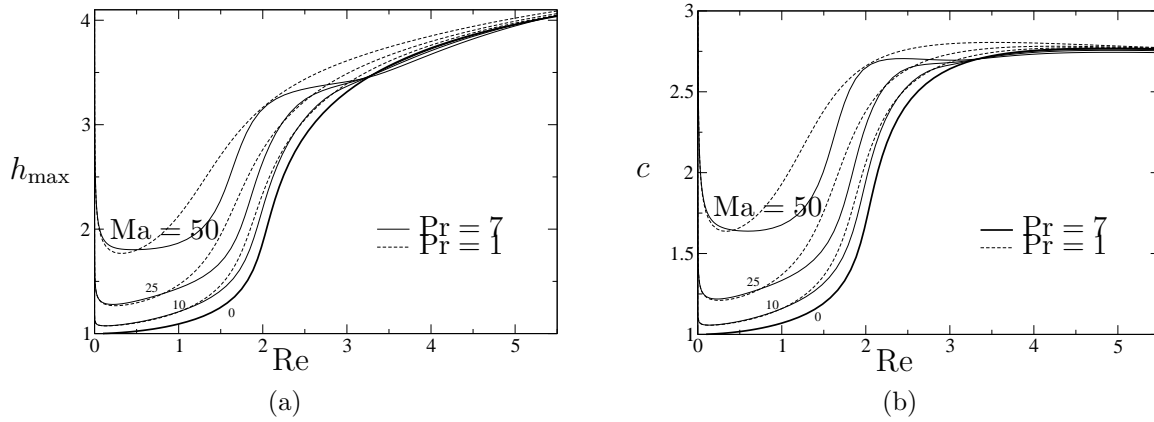 4
3
2
1
h_max
Ma = 50
25
10
0
Pr = 7
Pr = 1
0 1 2 3 4 5
Re
(a)
3
2.5
2
1.5
1
c
Ma = 50
25
10
0
Pr = 7
Pr = 1
0 1 2 3 4 5
Re
(b)